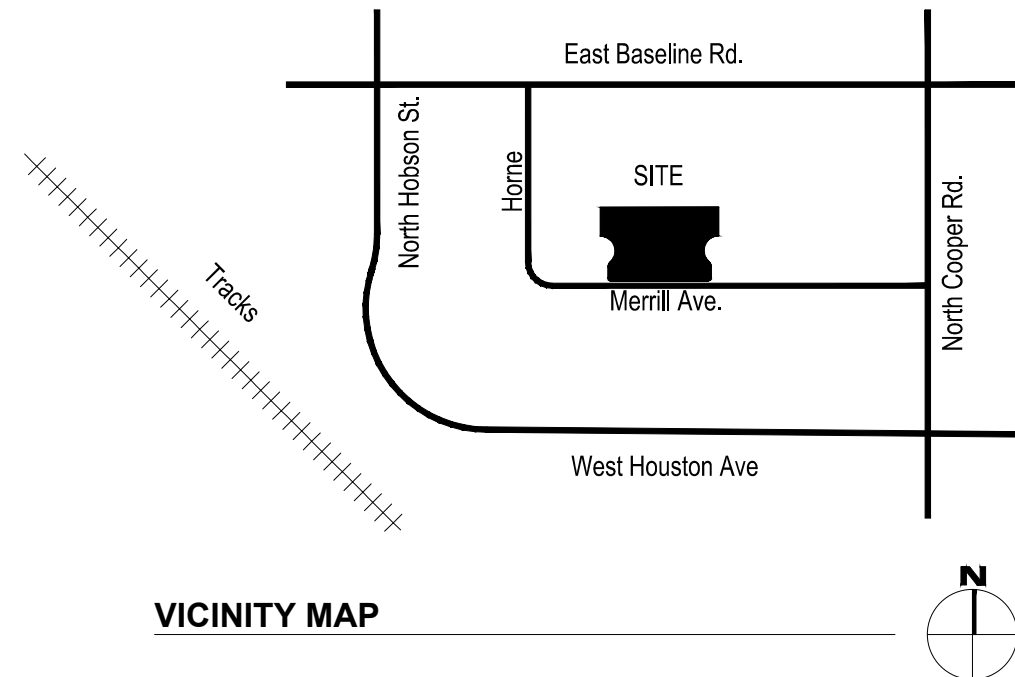 East Baseline Rd.
North Hobson St.
Horne
SITE
North Cooper Rd.
Tracks
Merrill Ave.
West Houston Ave
VICINITY MAP
N